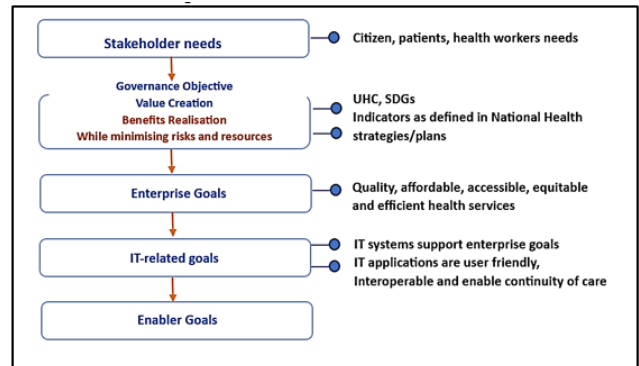 Stakeholder needs
Citizen, patients, health workers needs
Governance Objective
Value Creation
Benefits Realisation
While minimising risks and resources
UHC, SDGs
Indicators as defined in National Health
strategies/plans
Enterprise Goals
Quality, affordable, accessible, equitable
and efficient health services
IT-related goals
IT systems support enterprise goals
IT applications are user friendly,
Interoperable and enable continuity of care
Enabler Goals